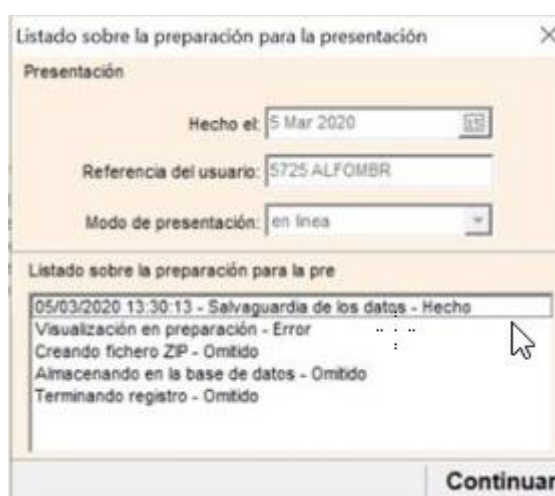 Listado sobre la preparación para la presentación
Presentación
Hecho el: 5 Mar 2020
Referencia del usuario: 5725 ALFOMBR
Modo de presentación: en línea
Listado sobre la preparación para la pre
05/03/2020 13:30:13 - Salvaguardia de los datos - Hecho
Visualización en preparación - Error
Creando fichero ZIP - Omitido
Almacenando en la base de datos - Omitido
Terminando registro - Omitido
Continuar